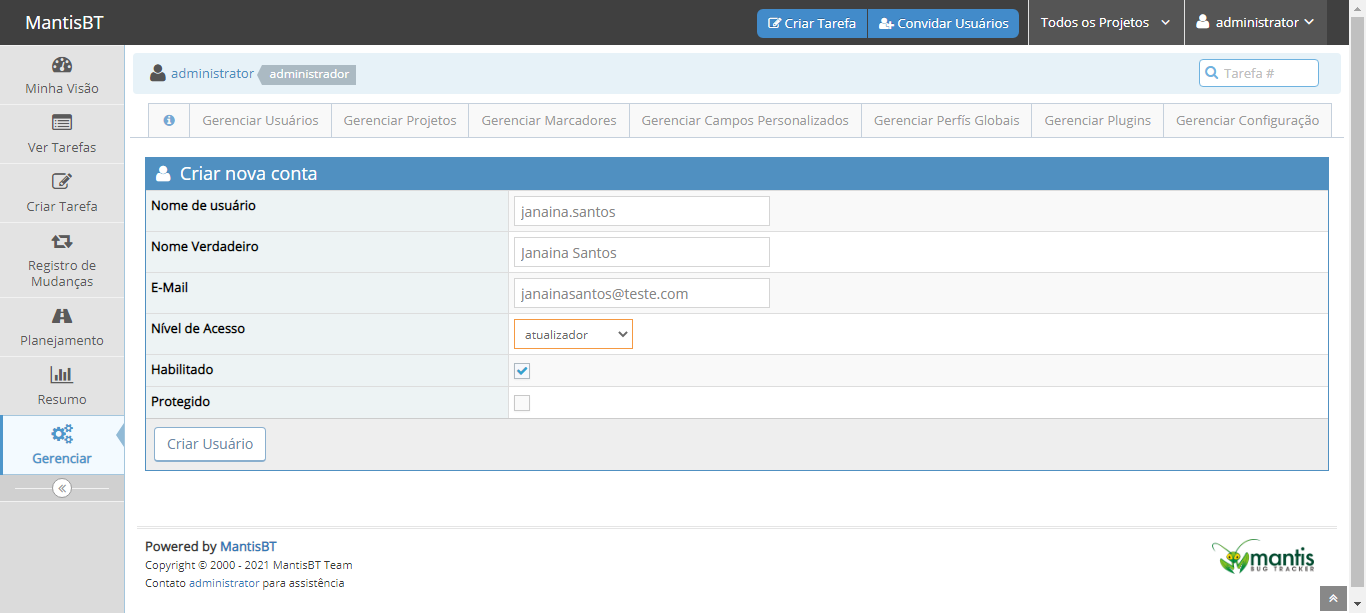 MantisBT
Criar Tarefa
Convidar Usuários
Todos os Projetos
administrator
Minha Visão
Ver Tarefas
Criar Tarefa
Registro de
Mudanças
Planejamento
Resumo
Gerenciar
administrator administrador
Tarefa #
Gerenciar Usuários
Gerenciar Projetos
Gerenciar Marcadores
Gerenciar Campos Personalizados
Gerenciar Perfís Globais
Gerenciar Plugins
Gerenciar Configuração
Criar nova conta
Nome de usuário
janaina.santos
Nome Verdadeiro
Janaina Santos
E-Mail
janainasantos@teste.com
Nível de Acesso
atualizador
Habilitado
Protegido
Criar Usuário
Powered by MantisBT
Copyright © 2000 - 2021 MantisBT Team
Contato administrator para assistência
mantis
BUG TRACKER